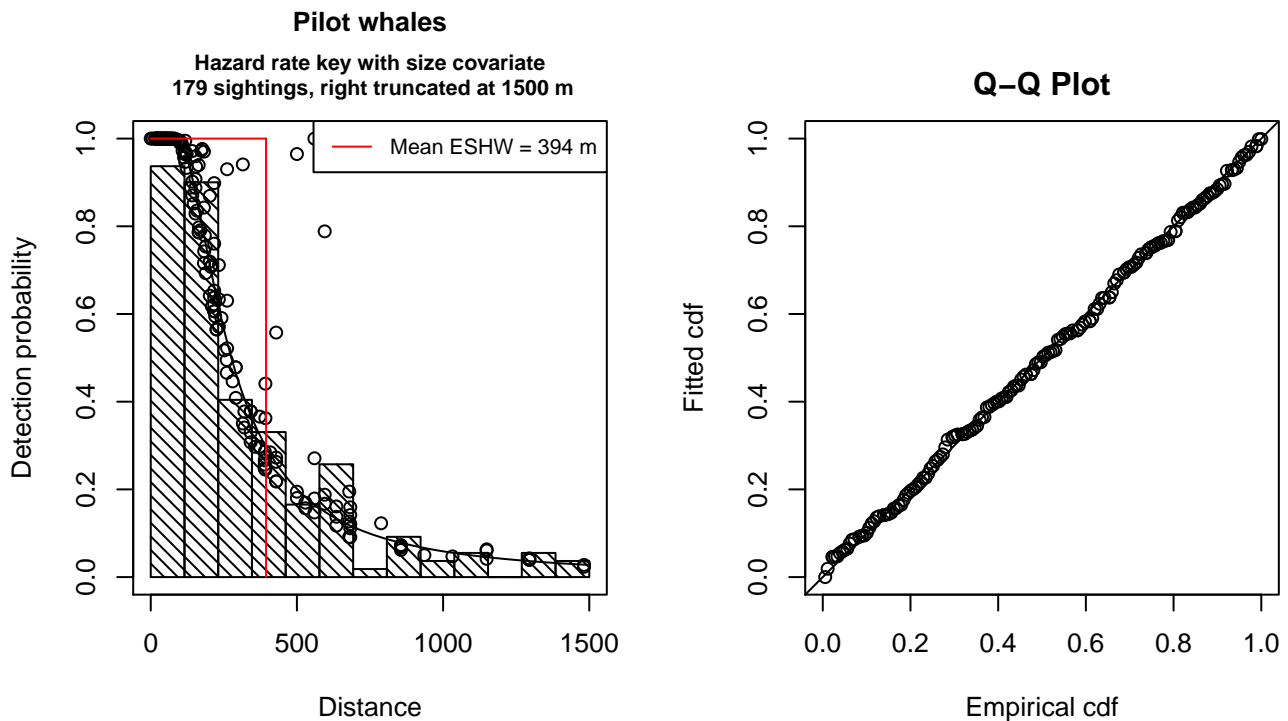 Pilot whales
Hazard rate key with size covariate
179 sightings, right truncated at 1500 m
Mean ESHW = 394 m
Detection probability
0.0 0.2 0.4 0.6 0.8 1.0
0 500 1000 1500
Distance
Q−Q Plot
Fitted cdf
0.0 0.2 0.4 0.6 0.8 1.0
0.0 0.2 0.4 0.6 0.8 1.0
Empirical cdf